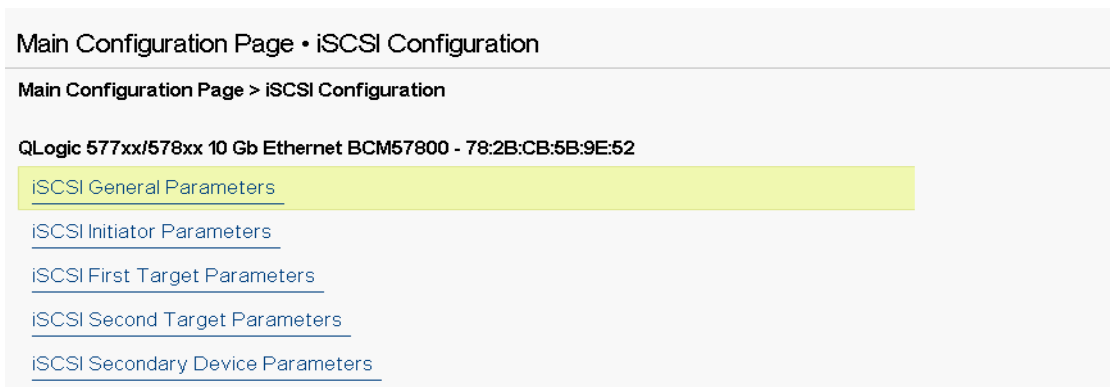 Main Configuration Page • iSCSI Configuration
Main Configuration Page > iSCSI Configuration
QLogic 577xx/578xx 10 Gb Ethernet BCM57800 - 78:2B:CB:5B:9E:52
iSCSI General Parameters
iSCSI Initiator Parameters
iSCSI First Target Parameters
iSCSI Second Target Parameters
iSCSI Secondary Device Parameters